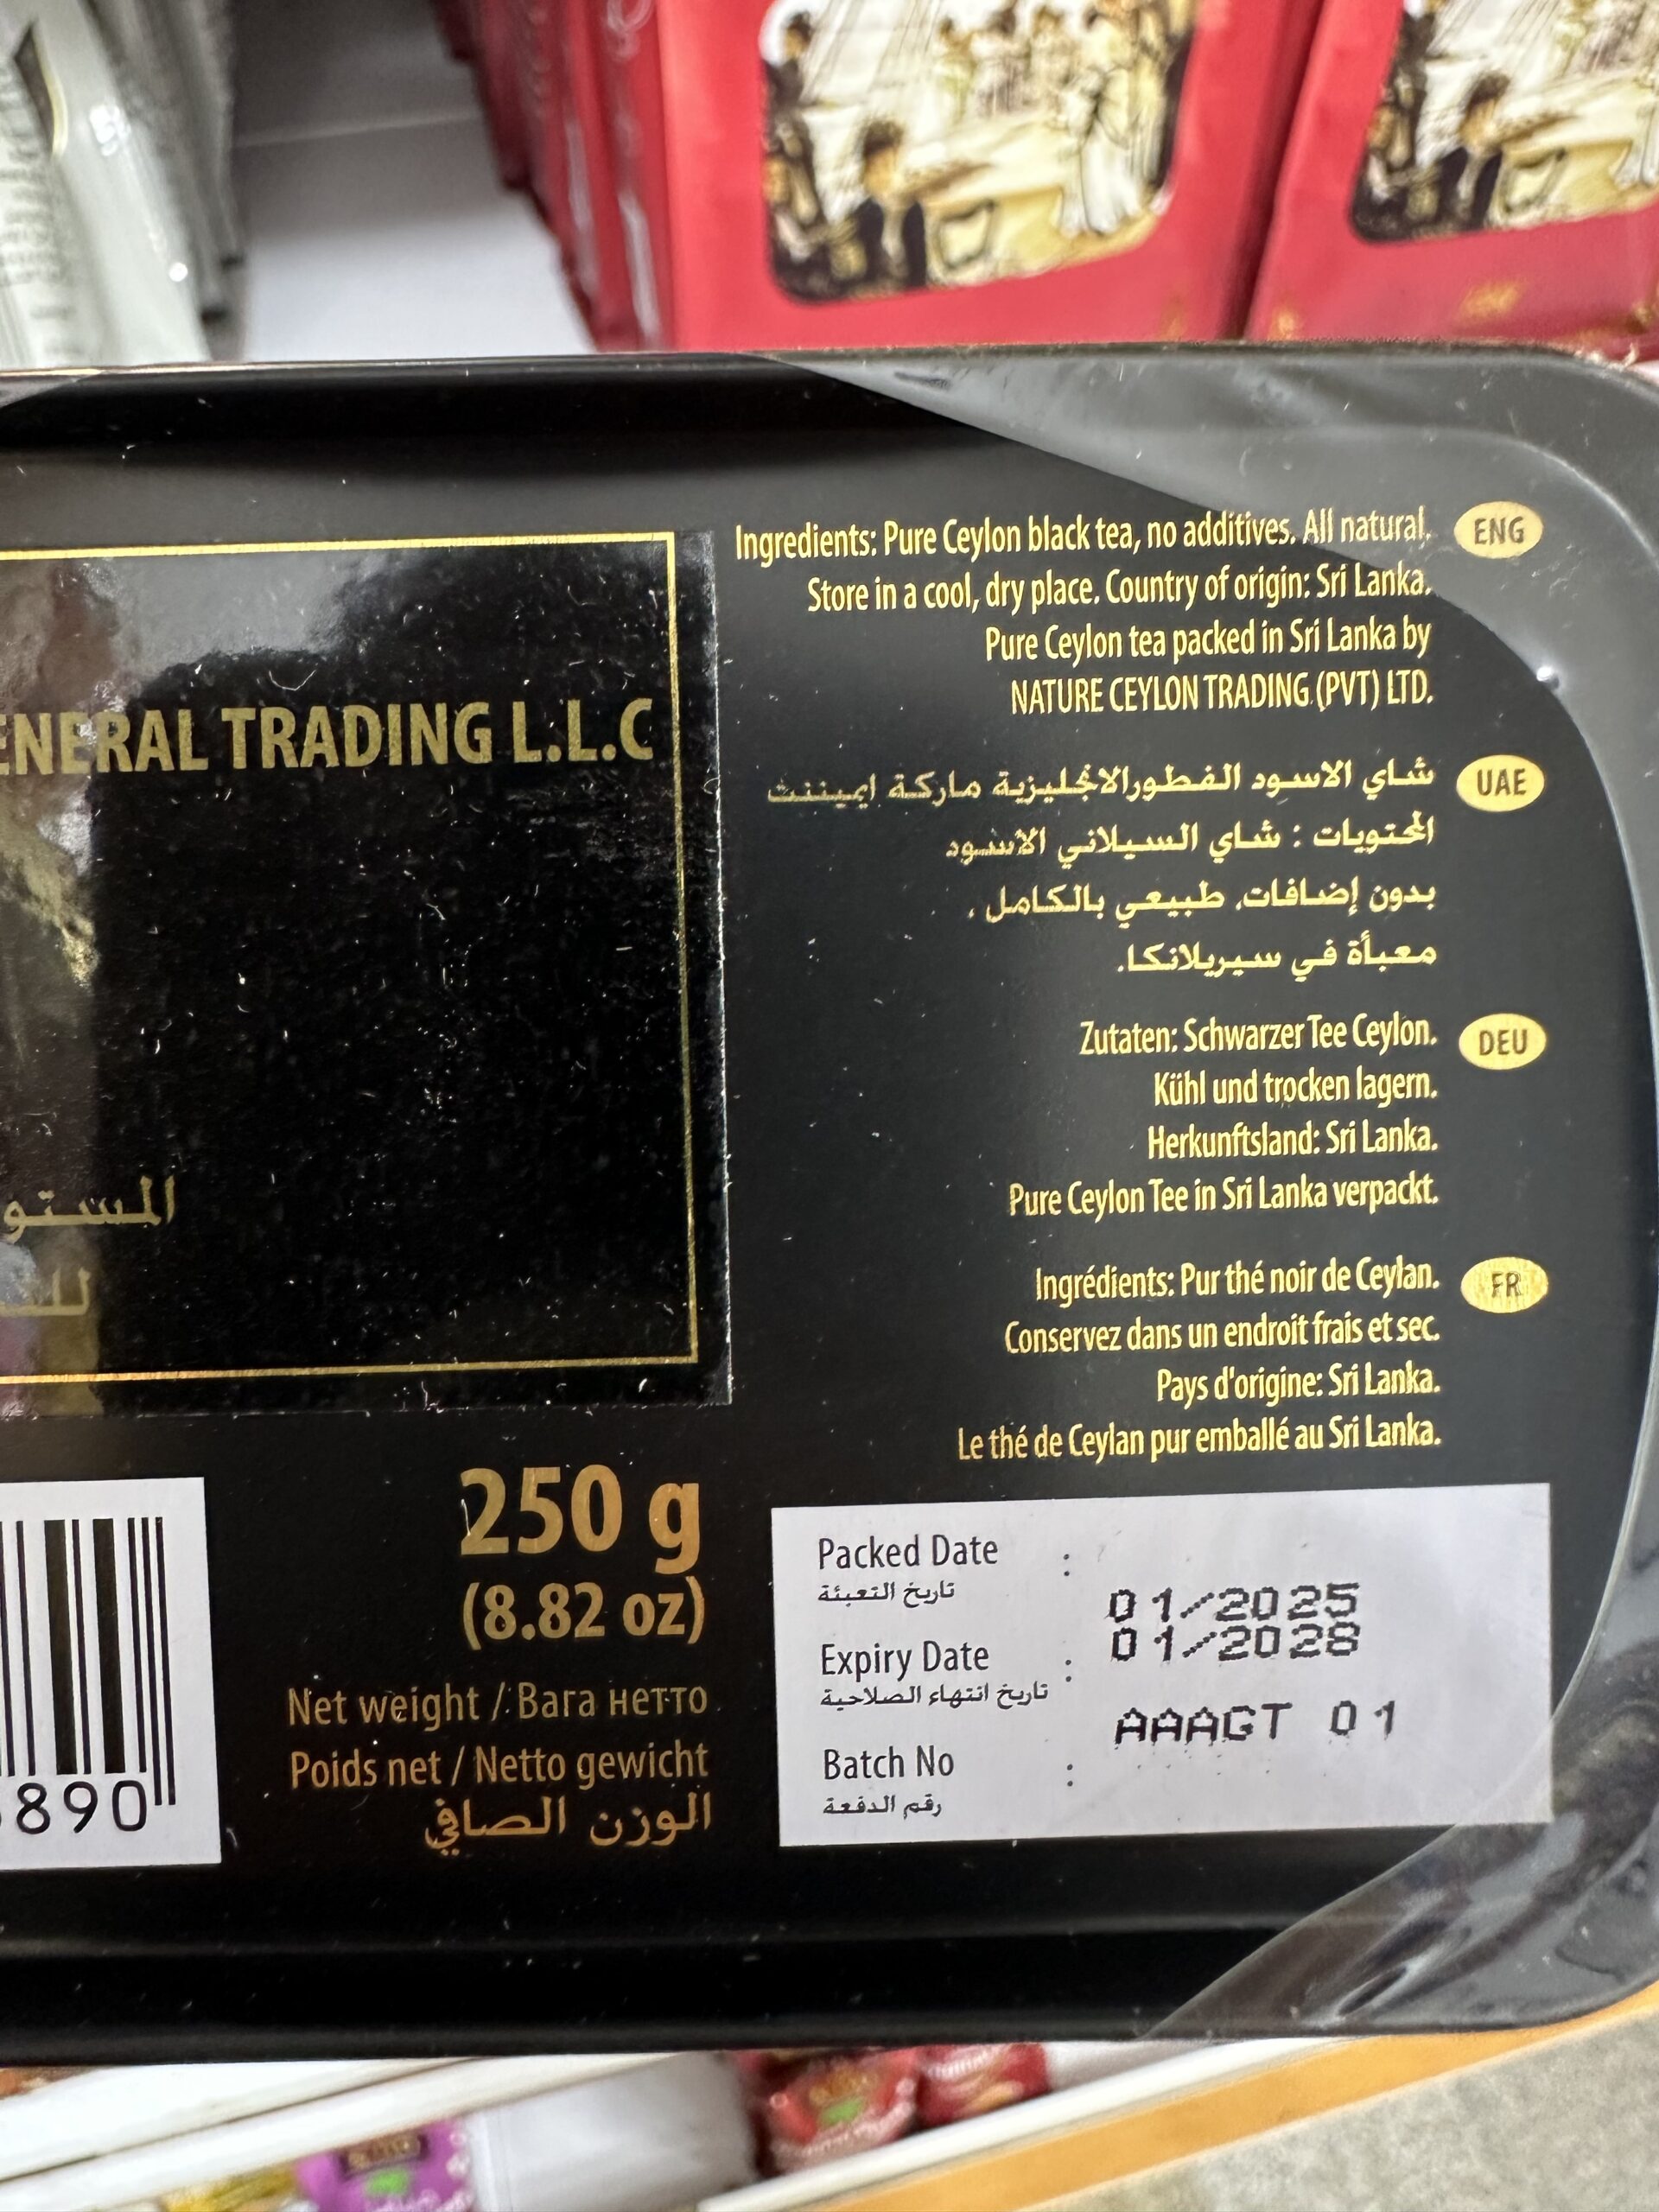 GENERAL TRADING L.L.C
المستو
للت
890
250 g
(8.82 oz)
Net weight / Вага нетто
Poids net / Netto gewicht
الوزن الصافي
Ingredients: Pure Ceylon black tea, no additives. All natural.
Store in a cool, dry place. Country of origin: Sri Lanka.
Pure Ceylon tea packed in Sri Lanka by
NATURE CEYLON TRADING (PVT) LTD.
ENG
شاي الاسود الفطورالانجليزية ماركة ايميننت
المحتويات : شاي السيلاني الاسود
بدون إضافات. طبيعي بالكامل .
معبأة في سيريلانكا.
UAE
Zutaten: Schwarzer Tee Ceylon.
Kühl und trocken lagern.
Herkunftsland: Sri Lanka.
Pure Ceylon Tee in Sri Lanka verpackt.
DEU
Ingrédients: Pur thé noir de Ceylan.
Conservez dans un endroit frais et sec.
Pays d'origine: Sri Lanka.
Le thé de Ceylan pur emballé au Sri Lanka.
FR
Packed Date :
تاريخ التعبئة
01/2025
Expiry Date :
تاريخ انتهاء الصلاحية
01/2028
Batch No :
رقم الدفعة
AAAGT 01